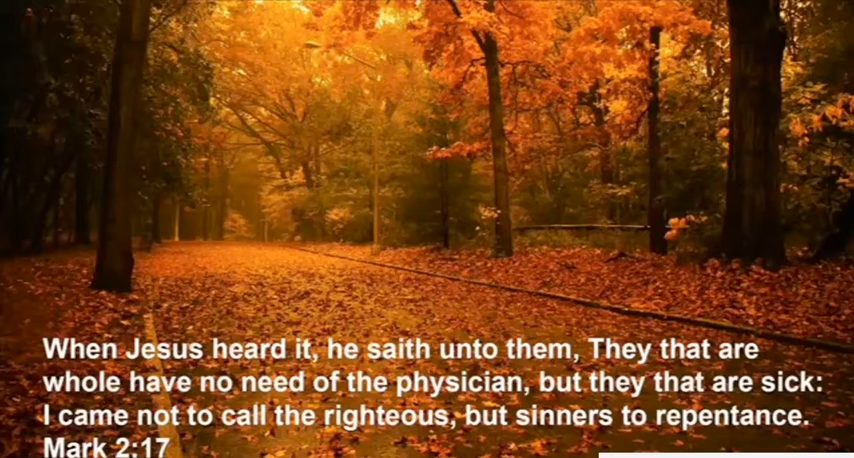 When Jesus heard it, he saith unto them, They that are
whole have no need of the physician, but they that are sick:
I came not to call the righteous, but sinners to repentance.
Mark 2:17